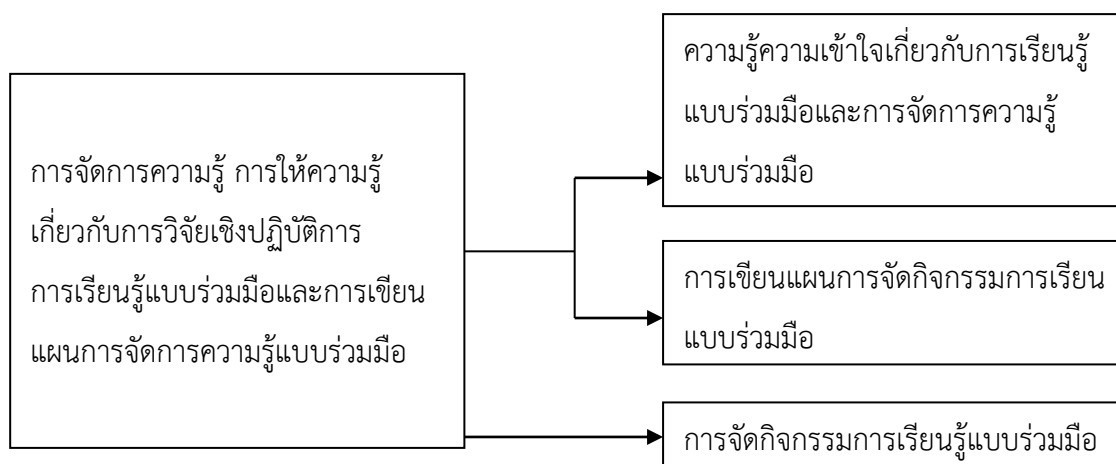 ความรู้ความเข้าใจเกี่ยวกับการเรียนรู้
แบบร่วมมือและการจัดการความรู้
แบบร่วมมือ
การจัดการความรู้ การให้ความรู้
เกี่ยวกับการวิจัยเชิงปฏิบัติการ
การเรียนรู้แบบร่วมมือและการเขียน
แผนการจัดการความรู้แบบร่วมมือ
การเขียนแผนการจัดกิจกรรมการเรียน
แบบร่วมมือ
การจัดกิจกรรมการเรียนรู้แบบร่วมมือ